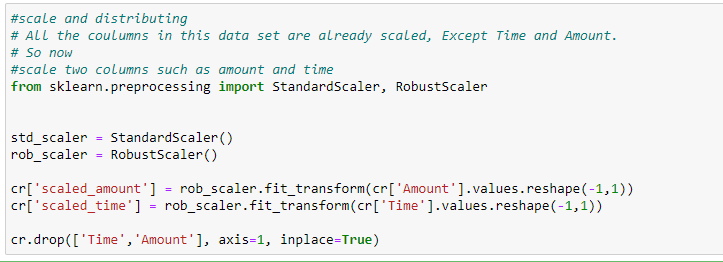 #scale and distributing
# All the coulumns in this data set are already scaled, Except Time and Amount.
# So now
#scale two columns such as amount and time
from sklearn.preprocessing import StandardScaler, RobustScaler
std_scaler = StandardScaler()
rob_scaler = RobustScaler()
cr['scaled_amount'] = rob_scaler.fit_transform(cr['Amount'].values.reshape(-1,1))
cr['scaled_time'] = rob_scaler.fit_transform(cr['Time'].values.reshape(-1,1))
cr.drop(['Time','Amount'], axis=1, inplace=True)